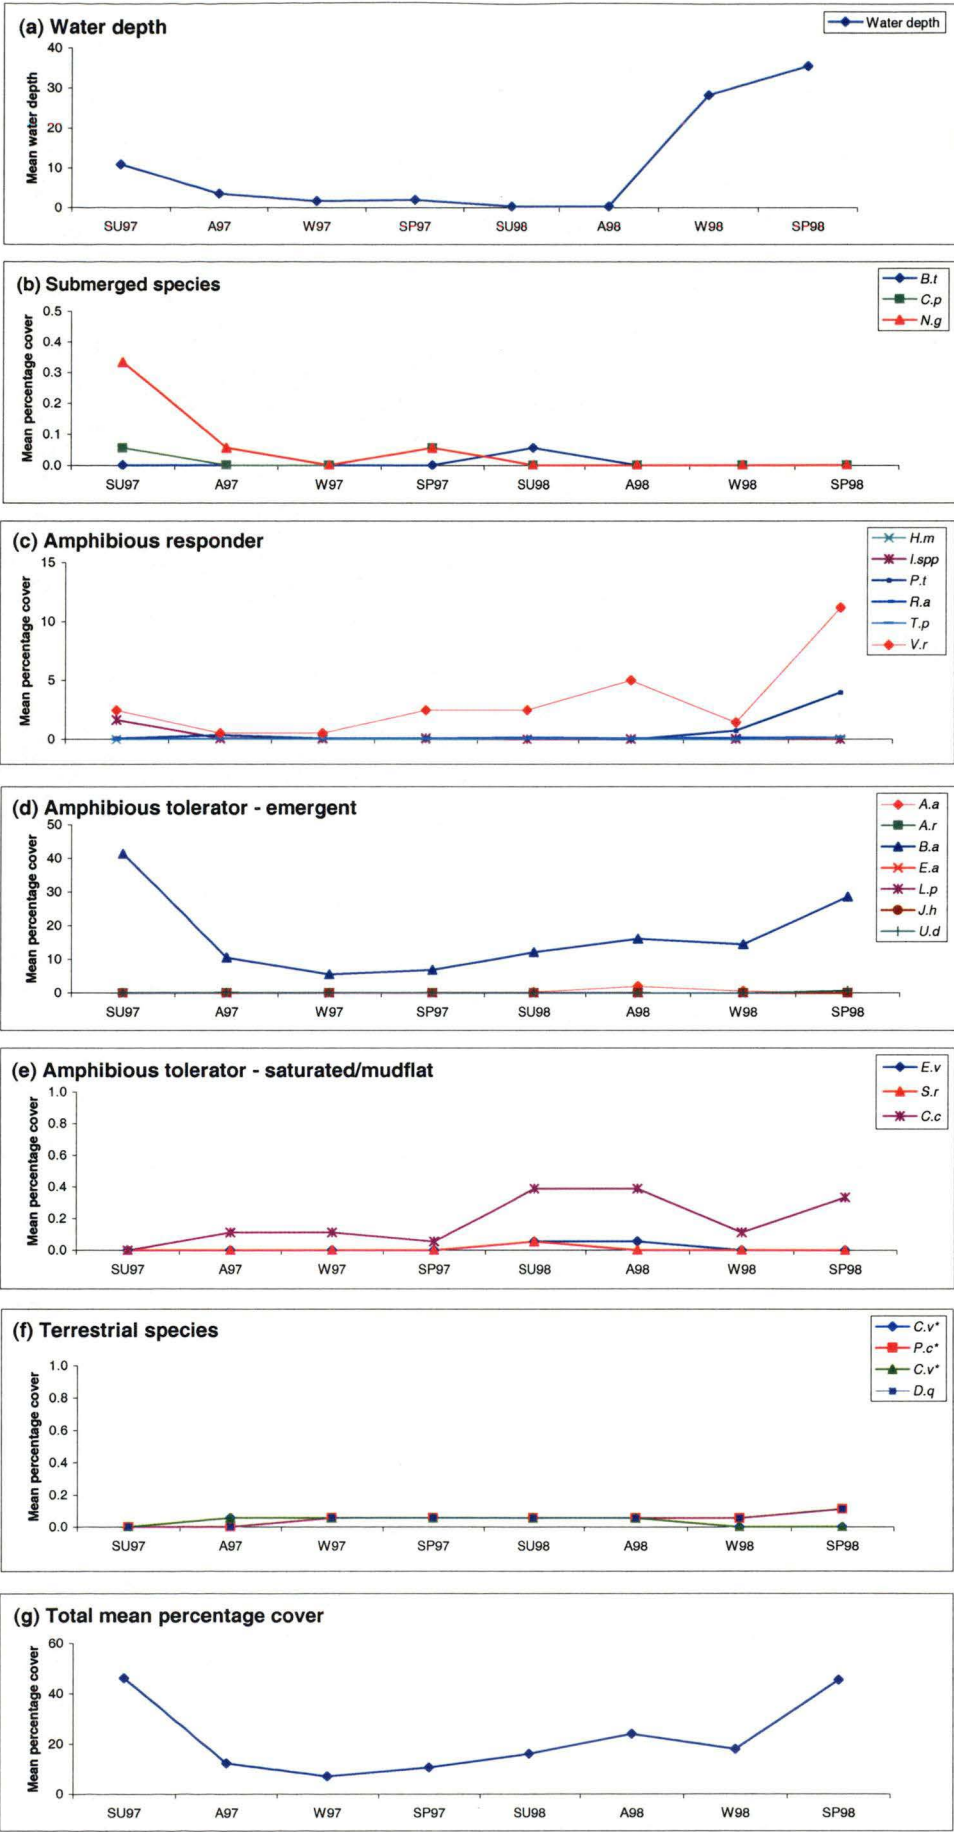 (a) Water depth
Water depth
Mean water depth
40
30
20
10
0
SU97 A97 W97 SP97 SU98 A98 W98 SP98
(b) Submerged species
B.t
C.p
N.g
Mean percentage cover
0.5
0.4
0.3
0.2
0.1
0.0
SU97 A97 W97 SP97 SU98 A98 W98 SP98
(c) Amphibious responder
H.m
I.spp
P.t
R.a
T.p
V.r
Mean percentage cover
15
10
5
0
SU97 A97 W97 SP97 SU98 A98 W98 SP98
(d) Amphibious tolerator - emergent
A.a
A.r
B.a
E.a
L.p
J.h
U.d
Mean percentage cover
50
40
30
20
10
0
SU97 A97 W97 SP97 SU98 A98 W98 SP98
(e) Amphibious tolerator - saturated/mudflat
E.v
S.r
C.c
Mean percentage cover
1.0
0.8
0.6
0.4
0.2
0.0
SU97 A97 W97 SP97 SU98 A98 W98 SP98
(f) Terrestrial species
C.v*
P.c*
C.v*
D.q
Mean percentage cover
1.0
0.8
0.6
0.4
0.2
0.0
SU97 A97 W97 SP97 SU98 A98 W98 SP98
(g) Total mean percentage cover
Mean percentage cover
60
40
20
0
SU97 A97 W97 SP97 SU98 A98 W98 SP98